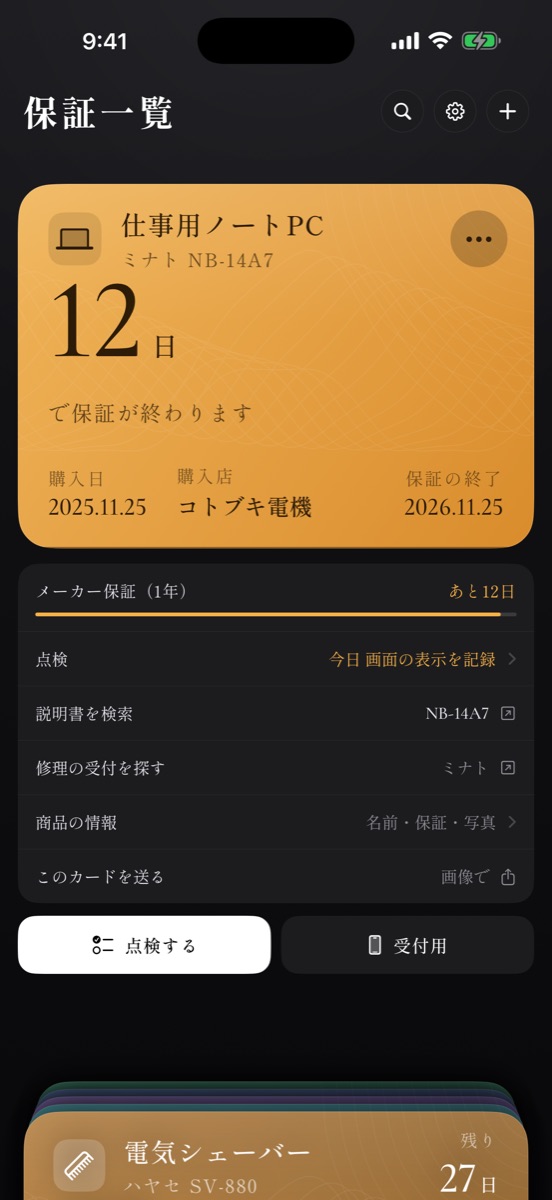 9:41
保証一覧
仕事用ノートPC
ミナト NB-14A7
12日
で保証が終わります
購入日
2025.11.25
購入店
コトブキ電機
保証の終了
2026.11.25
メーカー保証（1年） あと12日
点検 今日 画面の表示を記録
説明書を検索 NB-14A7
修理の受付を探す ミナト
商品の情報 名前・保証・写真
このカードを送る 画像で
点検する
受付用
電気シェーバー
ハヤセ SV-880
残り
27日